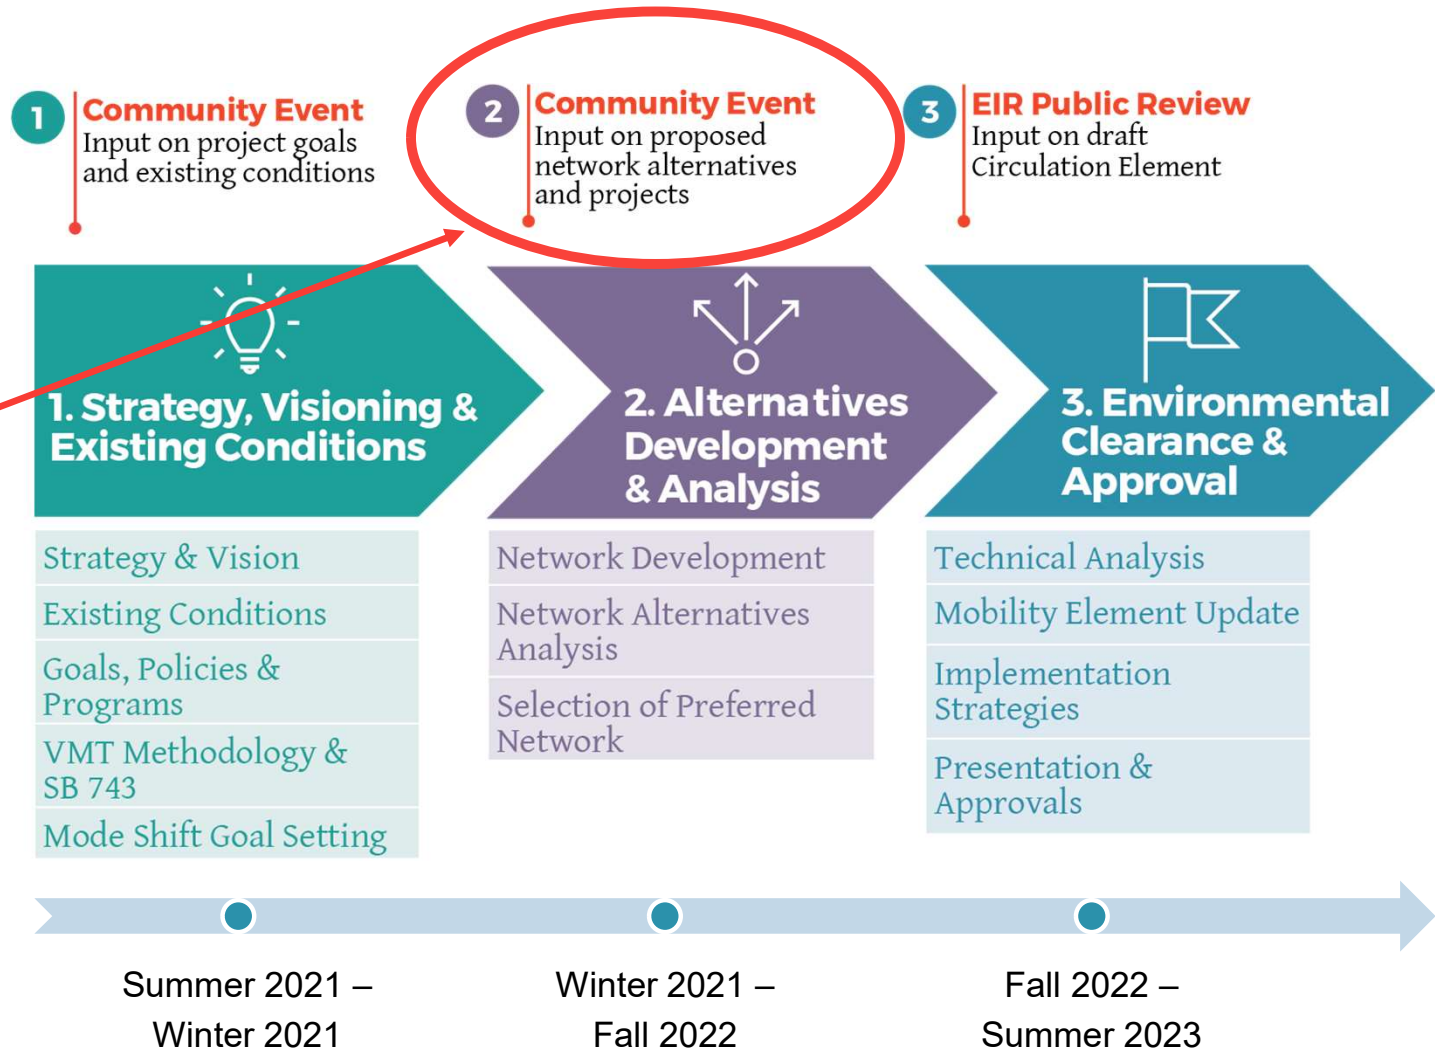 1
Community Event
Input on project goals
and existing conditions
2
Community Event
Input on proposed
network alternatives
and projects
3
EIR Public Review
Input on draft
Circulation Element
1. Strategy, Visioning &
Existing Conditions
2. Alternatives
Development
& Analysis
3. Environmental
Clearance &
Approval
Strategy & Vision
Existing Conditions
Goals, Policies &
Programs
VMT Methodology &
SB 743
Mode Shift Goal Setting
Network Development
Network Alternatives
Analysis
Selection of Preferred
Network
Technical Analysis
Mobility Element Update
Implementation
Strategies
Presentation &
Approvals
Summer 2021 –
Winter 2021
Winter 2021 –
Fall 2022
Fall 2022 –
Summer 2023